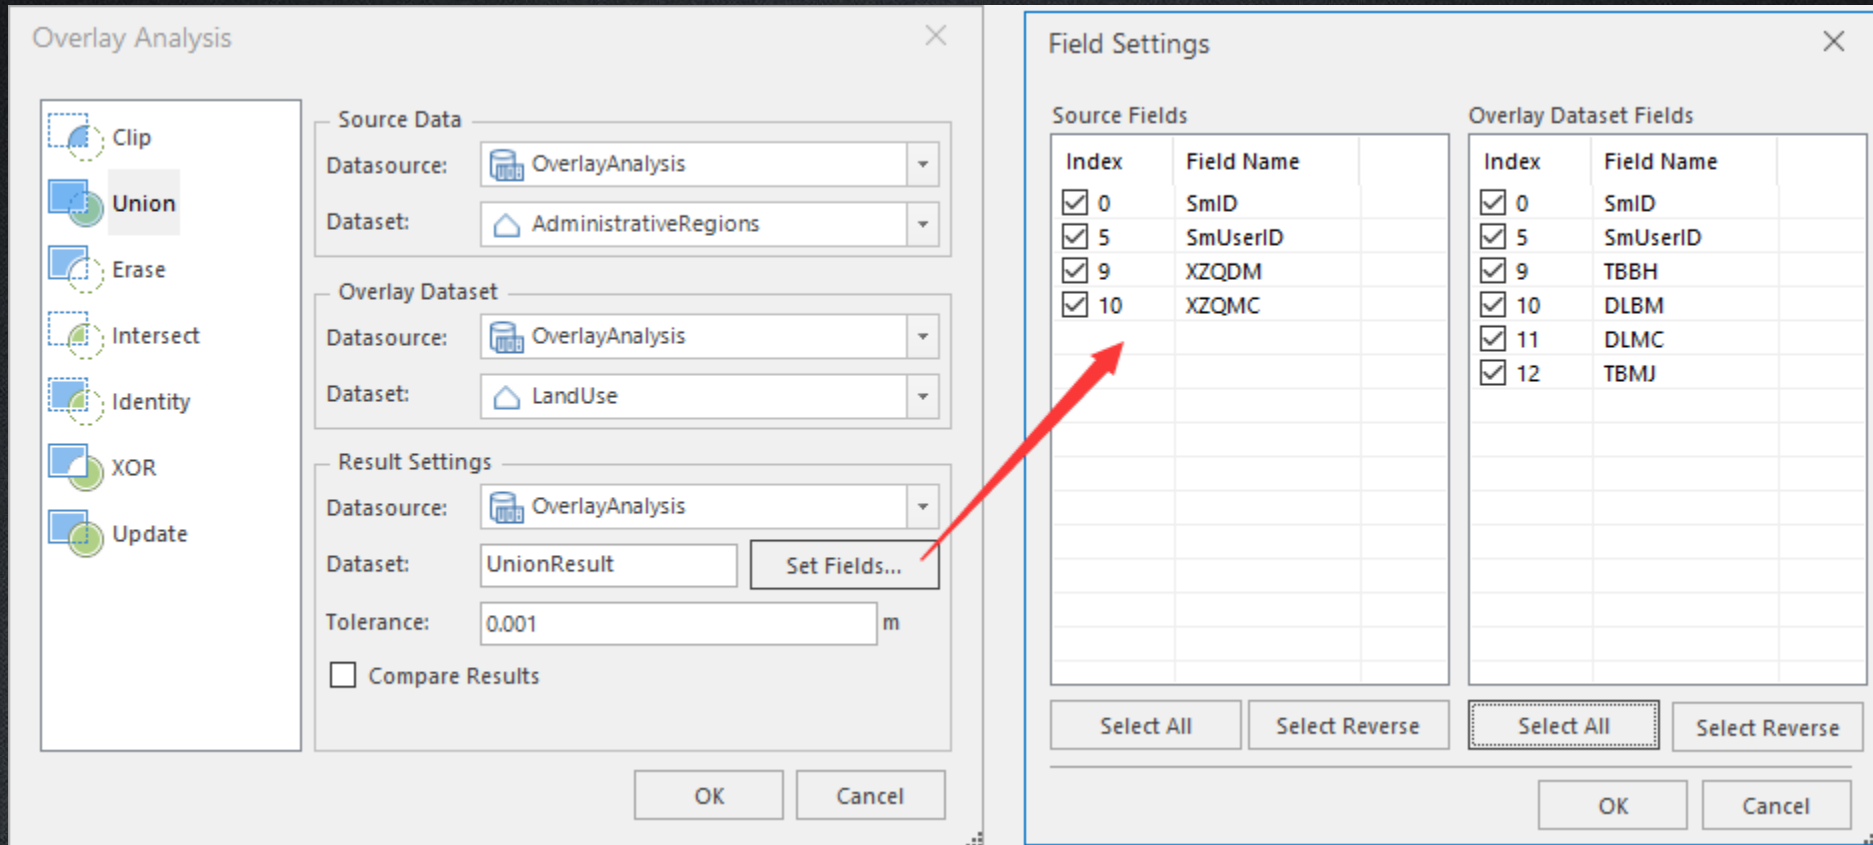 Overlay Analysis
Clip
Union
Erase
Intersect
Identity
XOR
Update
Source Data
Datasource: OverlayAnalysis
Dataset: AdministrativeRegions
Overlay Dataset
Datasource: OverlayAnalysis
Dataset: LandUse
Result Settings
Datasource: OverlayAnalysis
Dataset: UnionResult Set Fields...
Tolerance: 0.001 m
Compare Results
OK Cancel
Field Settings
Source Fields
Index Field Name
0 SmID
5 SmUserID
9 XZQDM
10 XZQMC
Select All Select Reverse
Overlay Dataset Fields
Index Field Name
0 SmID
5 SmUserID
9 TBBH
10 DLBM
11 DLMC
12 TBMJ
Select All Select Reverse
OK Cancel